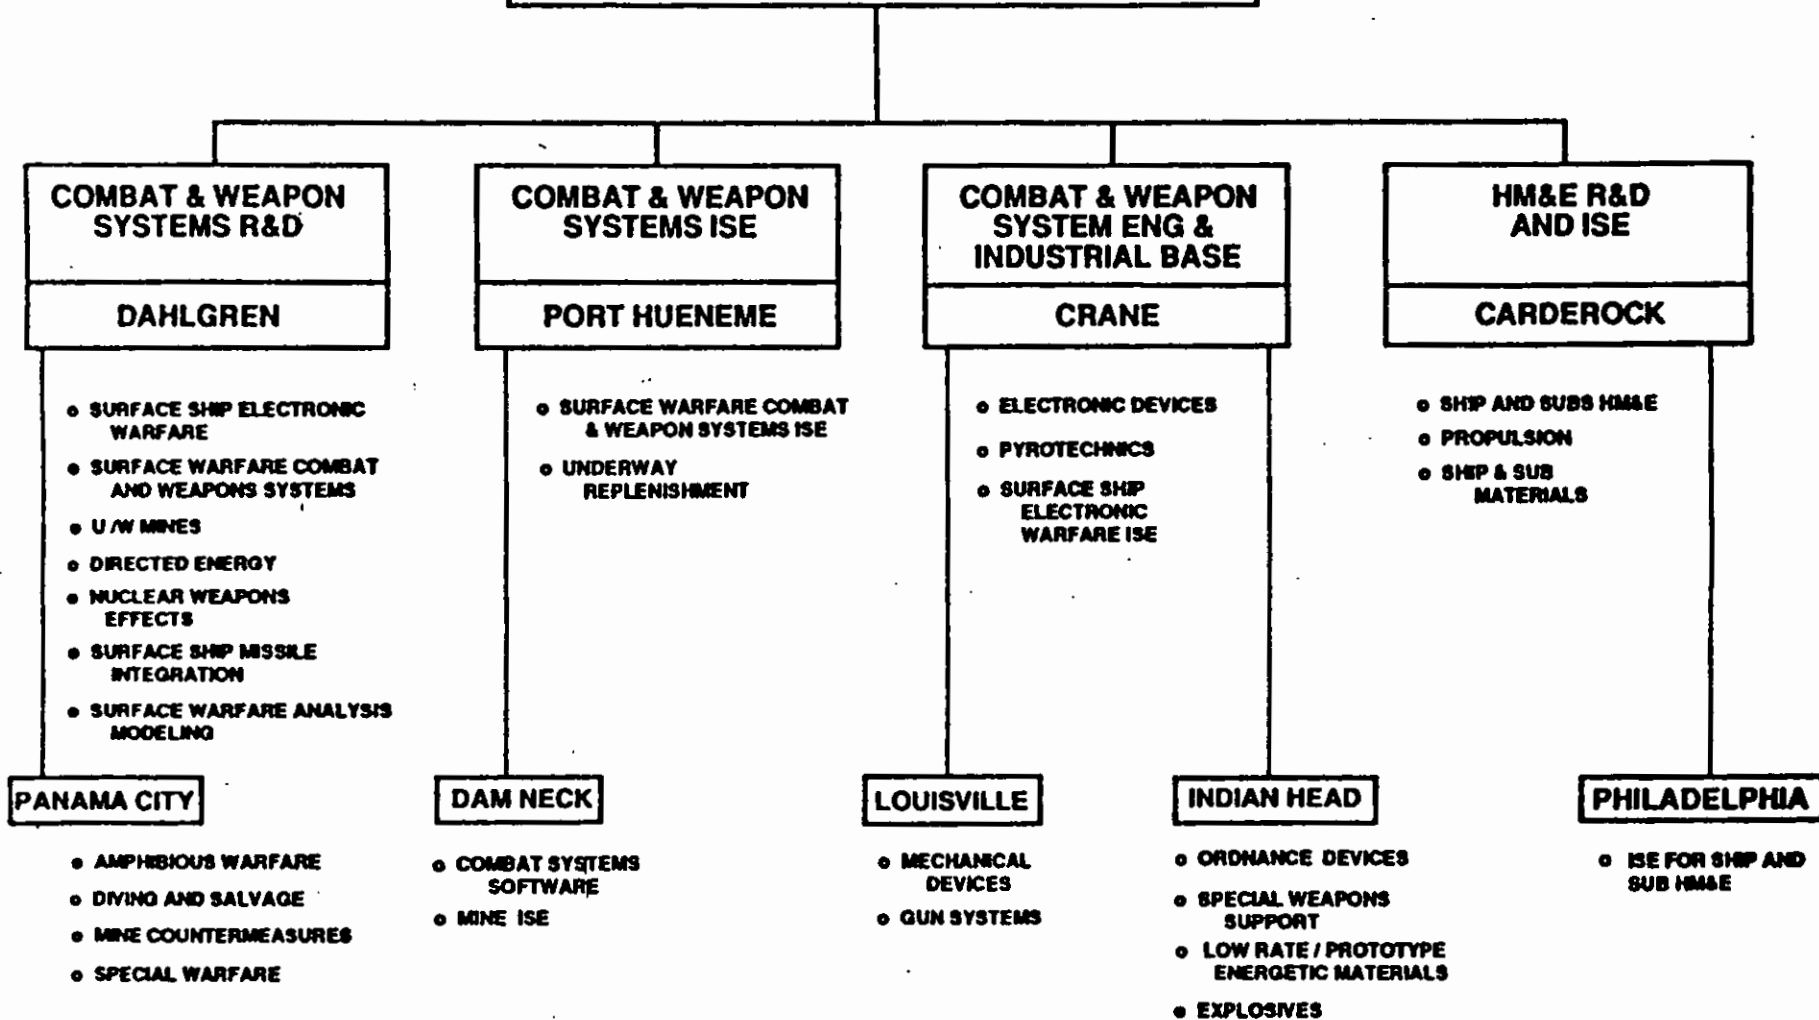 COMBAT & WEAPON
SYSTEMS R&D
DAHLGREN
o SURFACE SHIP ELECTRONIC
WARFARE
o SURFACE WARFARE COMBAT
AND WEAPONS SYSTEMS
o U/W MINES
o DIRECTED ENERGY
o NUCLEAR WEAPONS
EFFECTS
o SURFACE SHIP MISSILE
INTEGRATION
o SURFACE WARFARE ANALYSIS
MODELING
PANAMA CITY
o AMPHIBIOUS WARFARE
o DIVING AND SALVAGE
o MINE COUNTERMEASURES
o SPECIAL WARFARE
COMBAT & WEAPON
SYSTEMS ISE
PORT HUENEME
o SURFACE WARFARE COMBAT
& WEAPON SYSTEMS ISE
o UNDERWAY
REPLENISHMENT
DAM NECK
o COMBAT SYSTEMS
SOFTWARE
o MINE ISE
COMBAT & WEAPON
SYSTEM ENG &
INDUSTRIAL BASE
CRANE
o ELECTRONIC DEVICES
o PYROTECHNICS
o SURFACE SHIP
ELECTRONIC
WARFARE ISE
LOUISVILLE
o MECHANICAL
DEVICES
o GUN SYSTEMS
INDIAN HEAD
o ORDNANCE DEVICES
o SPECIAL WEAPONS
SUPPORT
o LOW RATE / PROTOTYPE
ENERGETIC MATERIALS
o EXPLOSIVES
HM&E R&D
AND ISE
CARDEROCK
o SHIP AND SUBS HM&E
o PROPULSION
o SHIP & SUB
MATERIALS
PHILADELPHIA
o ISE FOR SHIP AND
SUB HM&E